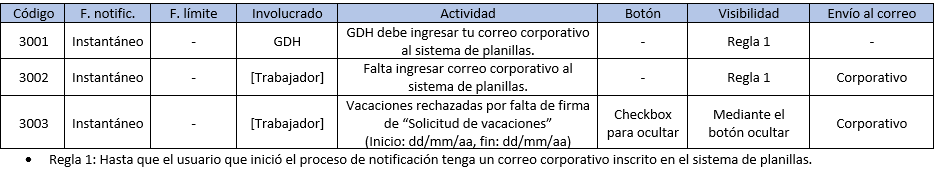 Código F. notific. F. límite Involucrado Actividad Botón Visibilidad Envío al correo
3001 Instantáneo - GDH GDH debe ingresar tu correo corporativo al sistema de planillas. - Regla 1 -
3002 Instantáneo - [Trabajador] Falta ingresar correo corporativo al sistema de planillas. - Regla 1 Corporativo
3003 Instantáneo - [Trabajador] Vacaciones rechazadas por falta de firma de “Solicitud de vacaciones” (Inicio: dd/mm/aa, fin: dd/mm/aa) Checkbox para ocultar Mediante el botón ocultar Corporativo
• Regla 1: Hasta que el usuario que inició el proceso de notificación tenga un correo corporativo inscrito en el sistema de planillas.